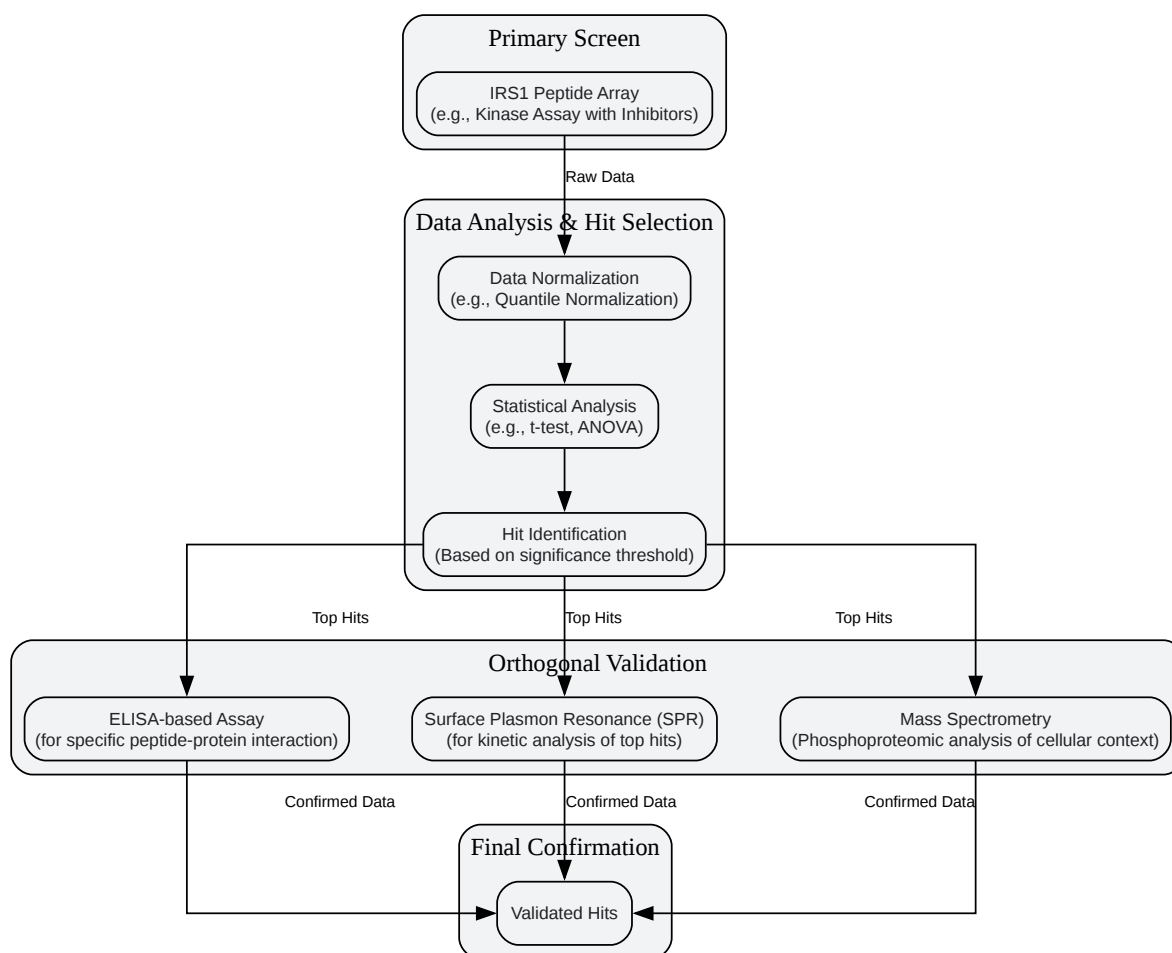 Primary Screen
IRS1 Peptide Array
(e.g., Kinase Assay with Inhibitors)
Raw Data
Data Analysis & Hit Selection
Data Normalization
(e.g., Quantile Normalization)
Statistical Analysis
(e.g., t-test, ANOVA)
Hit Identification
(Based on significance threshold)
Top Hits
Top Hits
Top Hits
Orthogonal Validation
ELISA-based Assay
(for specific peptide-protein interaction)
Surface Plasmon Resonance (SPR)
(for kinetic analysis of top hits)
Mass Spectrometry
(Phosphoproteomic analysis of cellular context)
Confirmed Data
Confirmed Data
Confirmed Data
Final Confirmation
Validated Hits